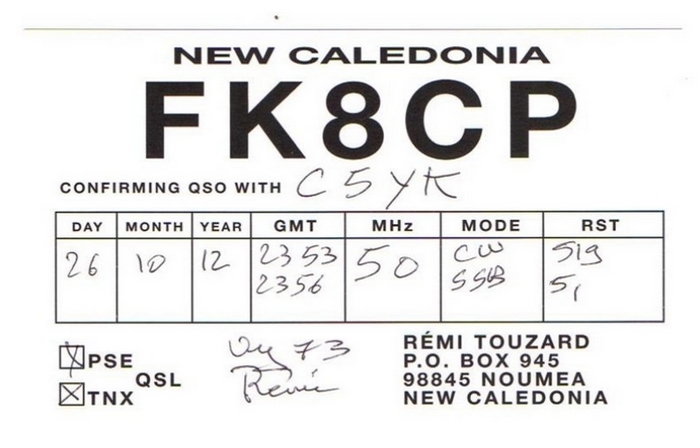 NEW CALEDONIA
FK8CP
CONFIRMING QSO WITH C5YK
DAY MONTH YEAR GMT MHz MODE RST
26 10 12 2353 50 CW 519
2356 SSB 5,
PSE
QSL
TNX
Vy 73
Rémi
RÉMI TOUZARD
P.O. BOX 945
98845 NOUMEA
NEW CALEDONIA